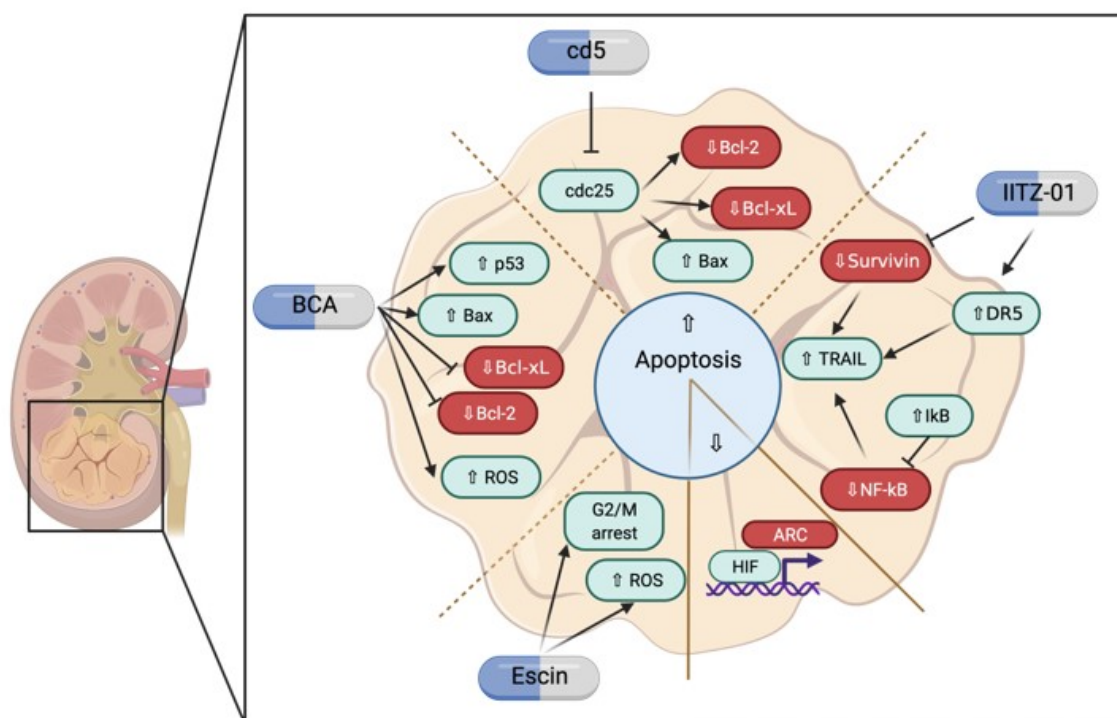 cd5
⇩Bcl-2
cdc25
⇩Bcl-xL
⇧ Bax
IITZ-01
⇩Survivin
⇧DR5
⇧ TRAIL
⇧IkB
⇩NF-kB
BCA
⇧ p53
⇧ Bax
⇩Bcl-xL
⇩Bcl-2
⇧ ROS
⇧
Apoptosis
⇩
G2/M
arrest
⇧ ROS
Escin
ARC
HIF